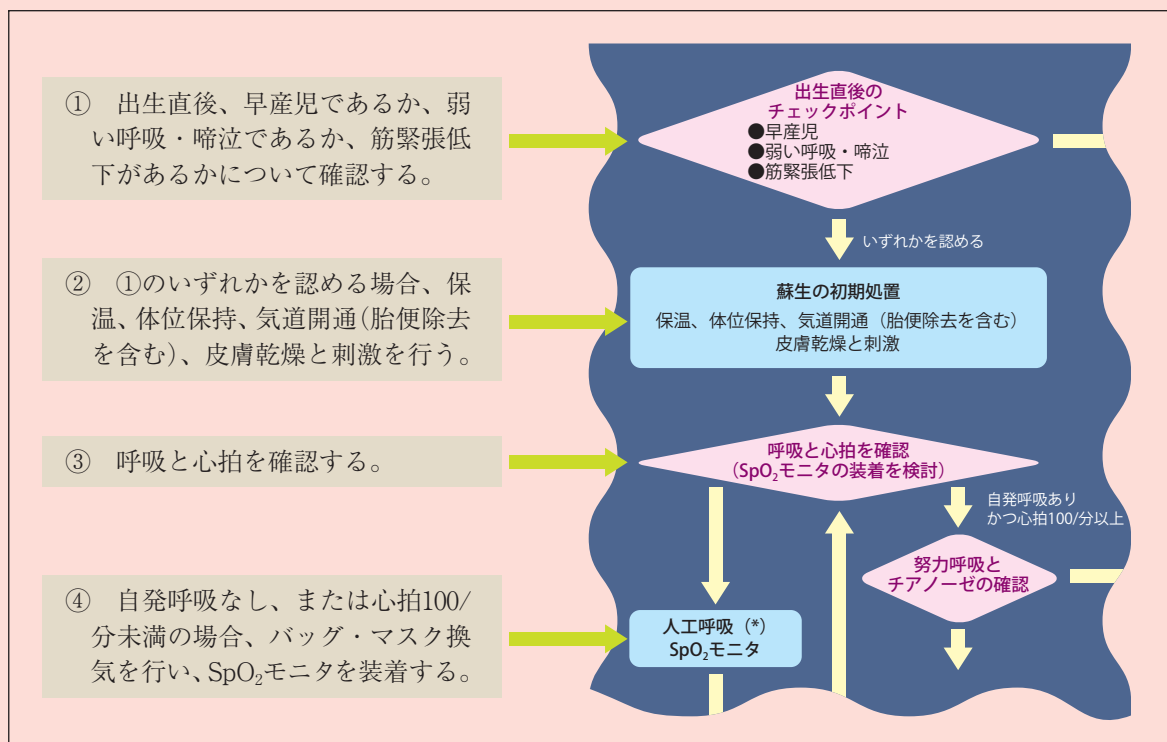 ① 出生直後、早産児であるか、弱
い呼吸・啼泣であるか、筋緊張低
下があるかについて確認する。
② ①のいずれかを認める場合、保
温、体位保持、気道開通(胎便除去
を含む)、皮膚乾燥と刺激を行う。
③ 呼吸と心拍を確認する。
④ 自発呼吸なし、または心拍100/
分未満の場合、バッグ・マスク換
気を行い、SpO₂モニタを装着する。
出生直後の
チェックポイント
●早産児
●弱い呼吸・啼泣
●筋緊張低下
いずれかを認める
蘇生の初期処置
保温、体位保持、気道開通（胎便除去を含む）
皮膚乾燥と刺激
呼吸と心拍を確認
（SpO₂モニタの装着を検討）
自発呼吸あり
かつ心拍100/分以上
努力呼吸と
チアノーゼの確認
人工呼吸（*）
SpO₂モニタ